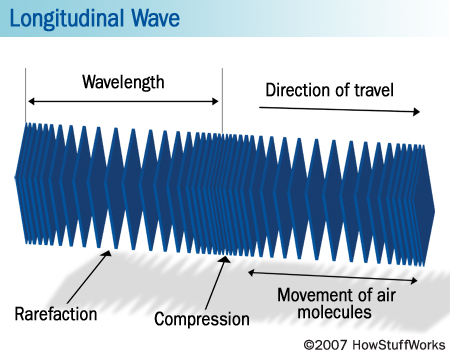 Longitudinal Wave
Wavelength
Direction of travel
Rarefaction
Compression
Movement of air
molecules
©2007 HowStuffWorks